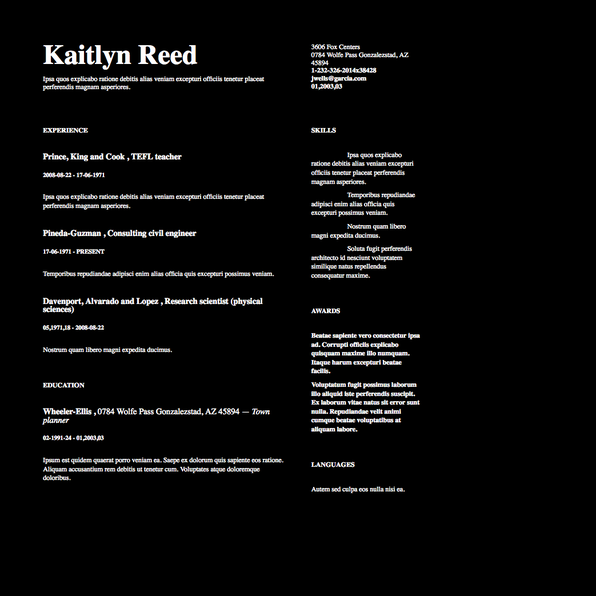 Kaitlyn Reed
Ipsa quos explicabo ratione debitis alias veniam excepturi officiis tenetur placeat
perferendis magnam asperiores.
3606 Fox Centers
0784 Wolfe Pass Gonzalezstad, AZ
45894
1-232-326-2014x38428
jwells@garcia.com
01,2003,03
EXPERIENCE
Prince, King and Cook , TEFL teacher
2008-08-22 - 17-06-1971
Ipsa quos explicabo ratione debitis alias veniam excepturi officiis tenetur placeat
perferendis magnam asperiores.
Pineda-Guzman , Consulting civil engineer
17-06-1971 - PRESENT
Temporibus repudiandae adipisci enim alias officia quis excepturi possimus veniam.
Davenport, Alvarado and Lopez , Research scientist (physical
sciences)
05,1971,18 - 2008-08-22
Nostrum quam libero magni expedita ducimus.
EDUCATION
Wheeler-Ellis , 0784 Wolfe Pass Gonzalezstad, AZ 45894 — Town
planner
02-1991-24 - 01,2003,03
Ipsum est quidem quaerat porro veniam ea. Saepe ex dolorum quis sapiente eos ratione.
Aliquam accusantium rem debitis ut tenetur cum. Voluptates atque doloremque
doloribus.
SKILLS
Ipsa quos explicabo
ratione debitis alias veniam excepturi
officiis tenetur placeat perferendis
magnam asperiores.
Temporibus repudiandae
adipisci enim alias officia quis
excepturi possimus veniam.
Nostrum quam libero
magni expedita ducimus.
Soluta fugit perferendis
architecto id nesciunt voluptatem
similique natus repellendus
consequatur maxime.
AWARDS
Beatae sapiente vero consectetur ipsa
ad. Corrupti officiis explicabo
quisquam maxime illo numquam.
Itaque harum excepturi beatae
facilis.
Voluptatum fugit possimus laborum
illo aliquid iste perferendis suscipit.
Ex laborum vitae natus sit error sunt
nulla. Repudiandae velit animi
cumque beatae voluptatibus at
aliquam labore.
LANGUAGES
Autem sed culpa eos nulla nisi ea.